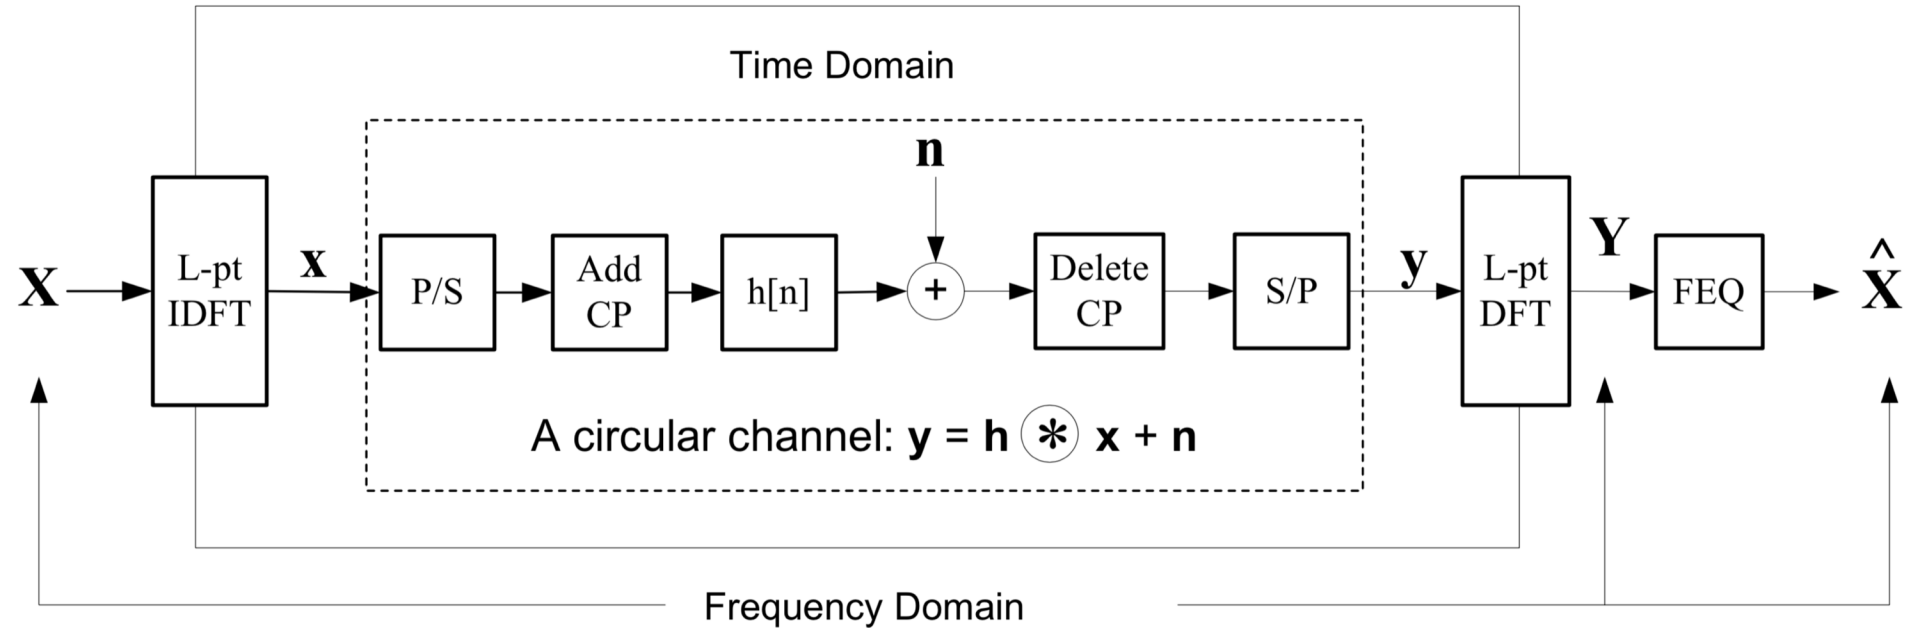 Time Domain
n
X
L-pt
IDFT
x
P/S
Add
CP
h[n]
+
Delete
CP
S/P
y
L-pt
DFT
Y
FEQ
X̂
A circular channel: y = h ⊛ x + n
Frequency Domain